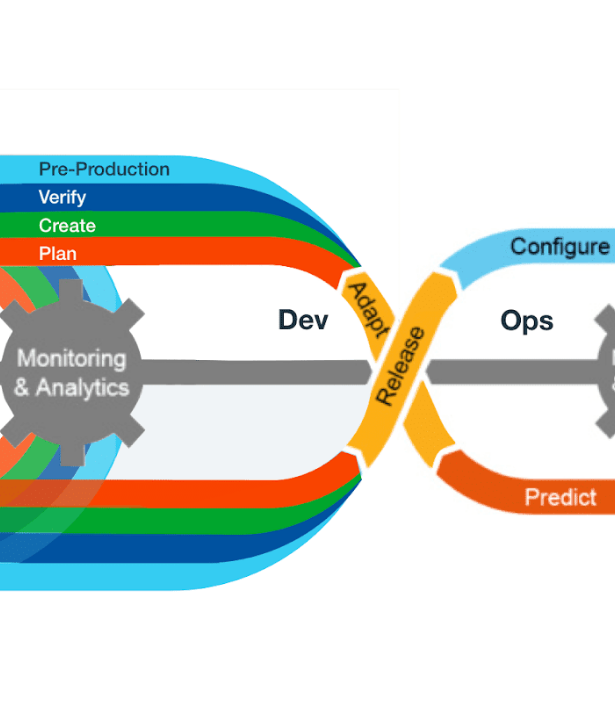 Pre-Production
Verify
Create
Plan
Dev
Adapt
Release
Ops
Configure
Monitoring
& Analytics
Predict